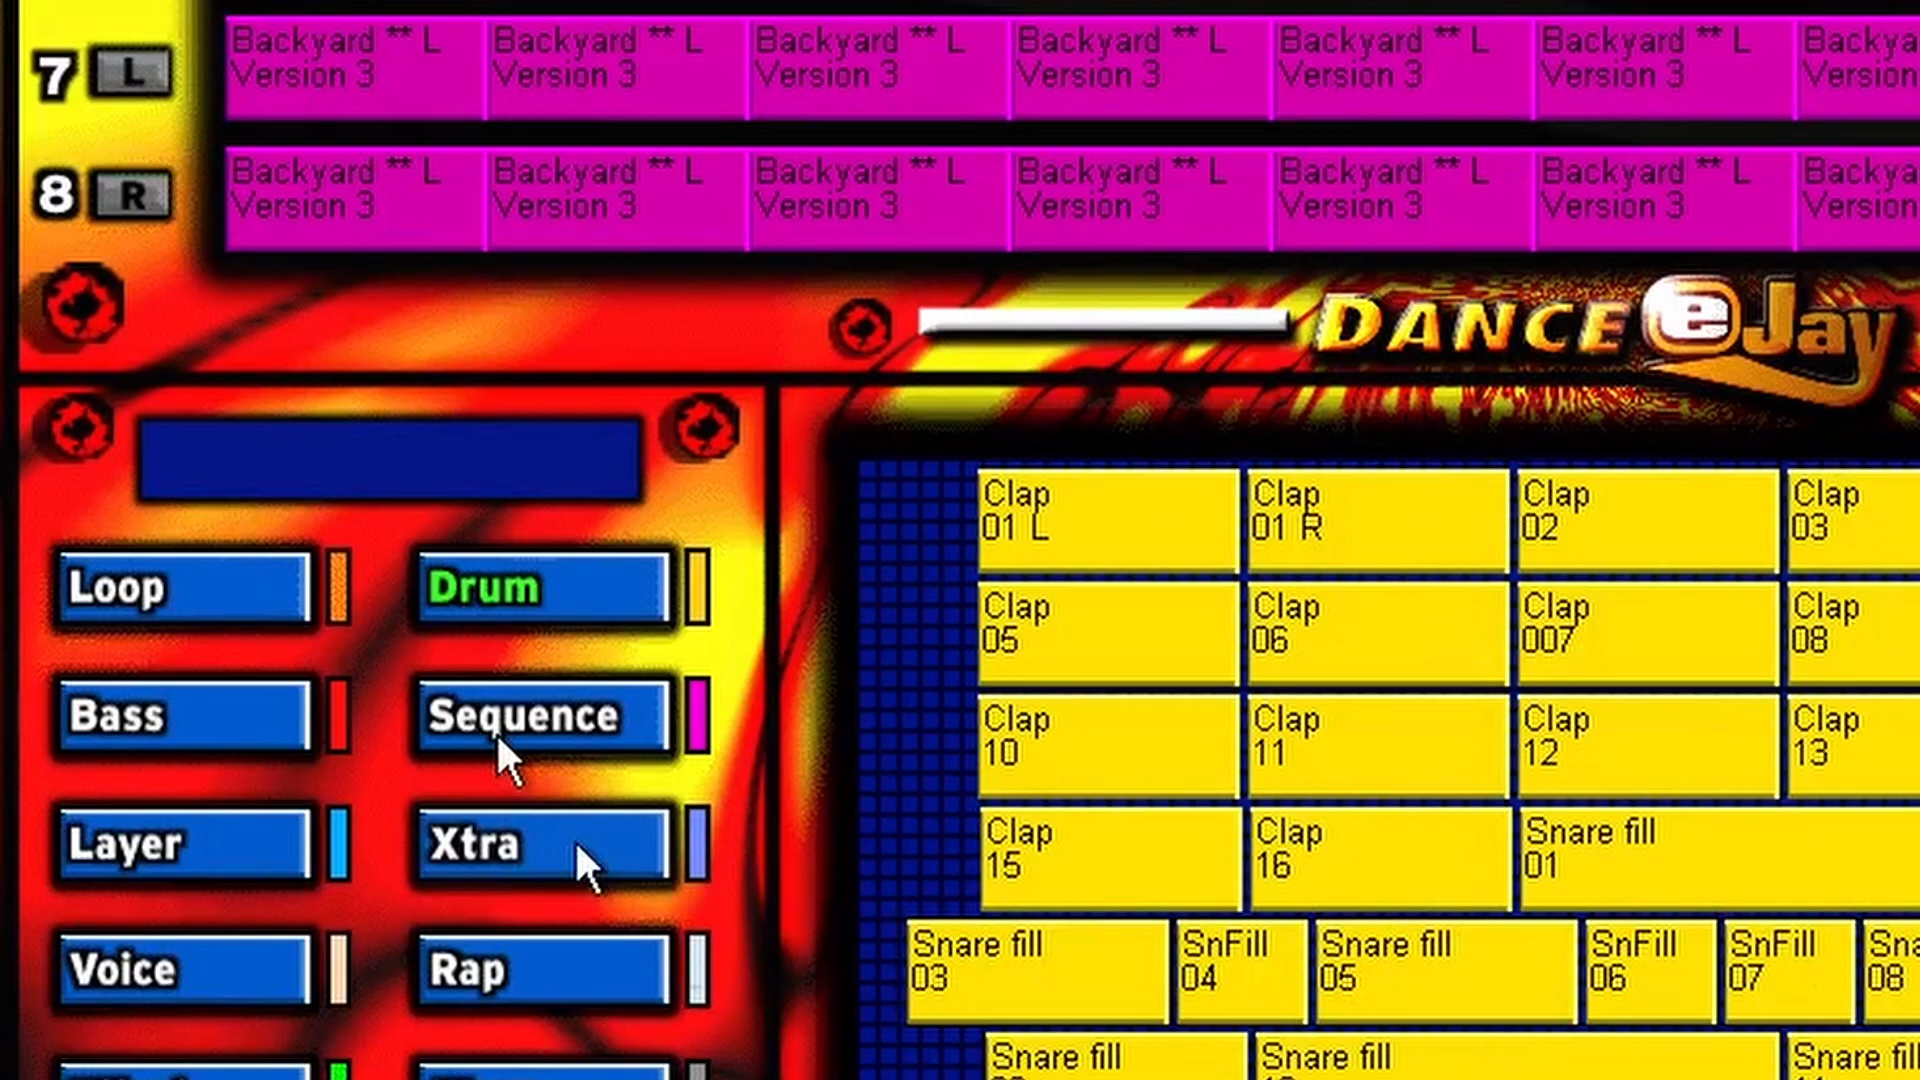 7 L Backyard ** L Backyard ** L Backyard ** L Backyard ** L Backyard ** L Backyard ** L
Version 3 Version 3 Version 3 Version 3 Version 3 Version 3 Version
8 R Backyard ** L Backyard ** L Backyard ** L Backyard ** L Backyard ** L Backyard ** L
Version 3 Version 3 Version 3 Version 3 Version 3 Version 3 Version
DANCE eJay
Loop Drum
Bass Sequence
Layer Xtra
Voice Rap
Clap Clap Clap Clap
01 L 01 R 02 03
Clap Clap Clap Clap
05 06 007 08
Clap Clap Clap Clap
10 11 12 13
Clap Clap Snare fill
15 16 01
Snare fill SnFill Snare fill SnFill SnFill
03 04 05 06 07 08
Snare fill Snare fill Snare fill